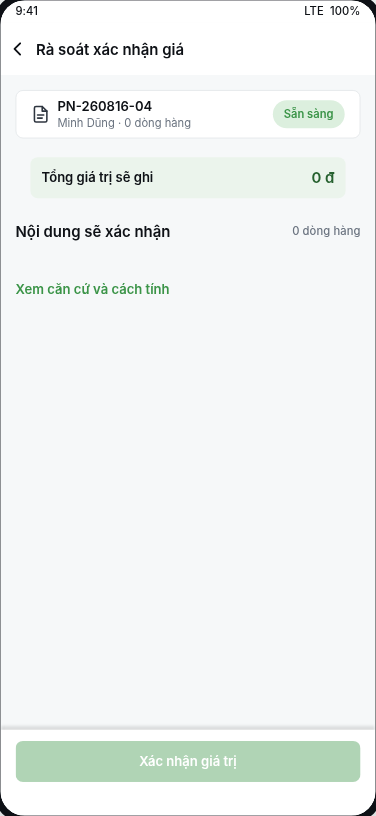 9:41 LTE 100%
Rà soát xác nhận giá
PN-260816-04
Minh Dũng · 0 dòng hàng
Sẵn sàng
Tổng giá trị sẽ ghi 0 đ
Nội dung sẽ xác nhận 0 dòng hàng
Xem căn cứ và cách tính
Xác nhận giá trị